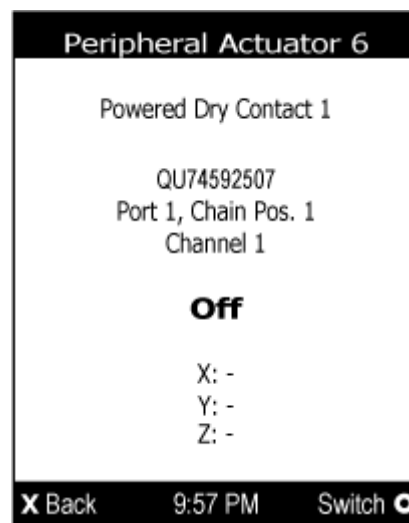 Peripheral Actuator 6
Powered Dry Contact 1
QU74592507
Port 1, Chain Pos. 1
Channel 1
Off
X: -
Y: -
Z: -
X Back 9:57 PM Switch O